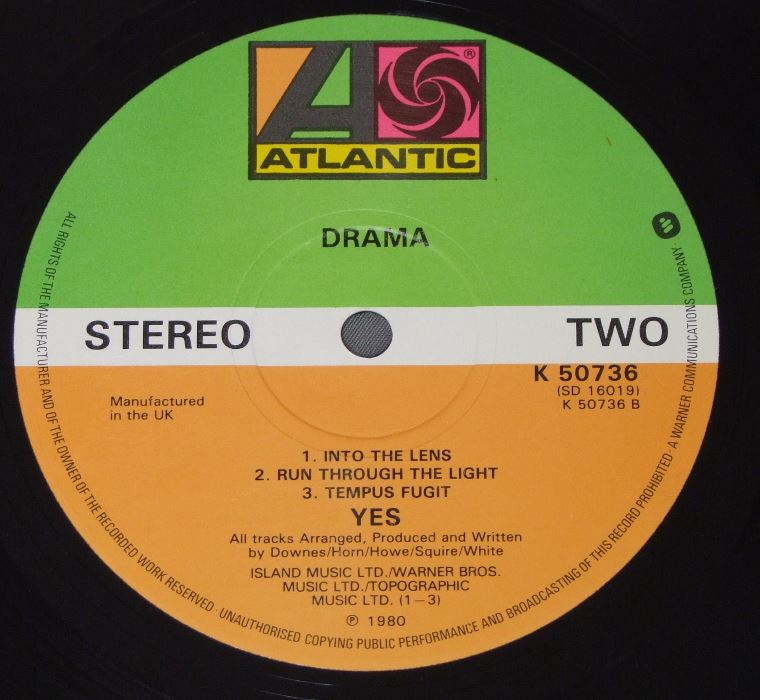 ®
ATLANTIC
DRAMA
STEREO
TWO
K 50736
(SD 16019)
K 50736 B
Manufactured
in the UK
1. INTO THE LENS
2. RUN THROUGH THE LIGHT
3. TEMPUS FUGIT
YES
All tracks Arranged, Produced and Written
by Downes/Horn/Howe/Squire/White
ISLAND MUSIC LTD./WARNER BROS.
MUSIC LTD./TOPOGRAPHIC
MUSIC LTD. (1–3)
℗ 1980
ALL RIGHTS OF THE MANUFACTURER AND OF THE OWNER OF THE RECORDED WORK RESERVED · UNAUTHORISED COPYING PUBLIC PERFORMANCE AND BROADCASTING OF THIS RECORD PROHIBITED · A WARNER COMMUNICATIONS COMPANY ·